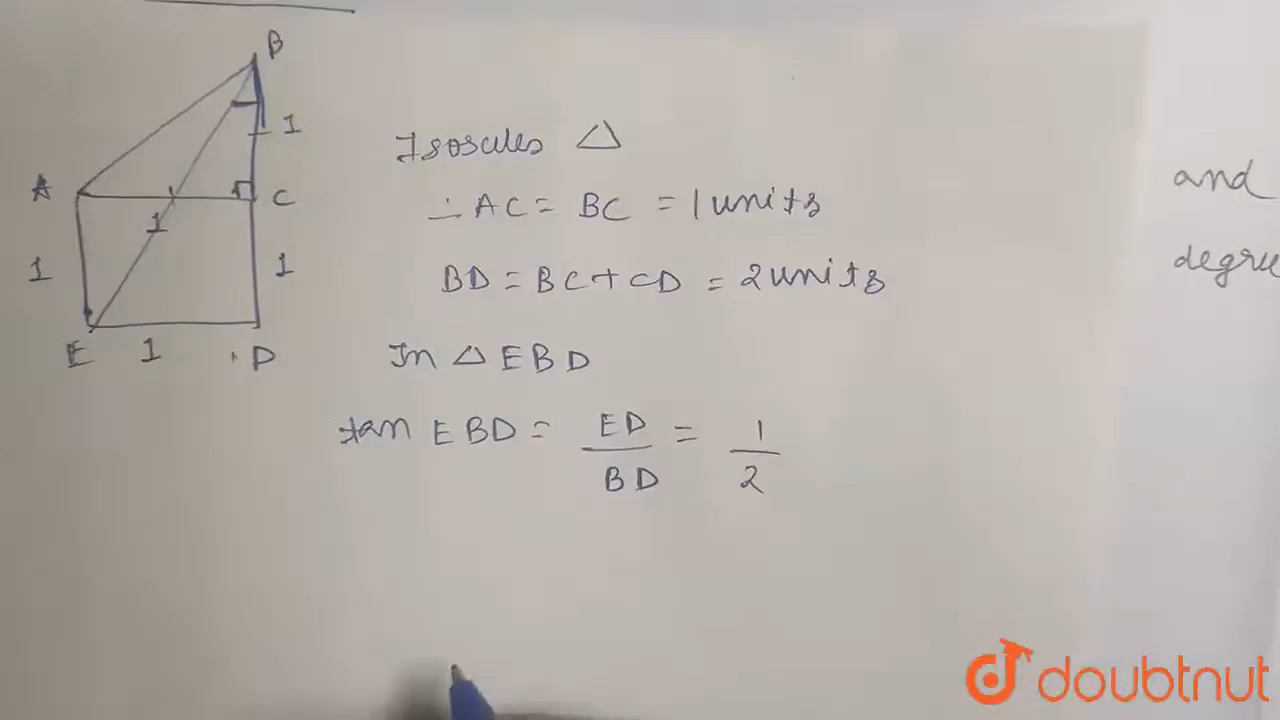 B
1
A
C
1
1
1
E 1 D
Isosceles △
∴ AC = BC = 1 units
BD = BC + CD = 2 units
In △ EBD
tan EBD = ED/BD = 1/2
and
degree
doubtnut